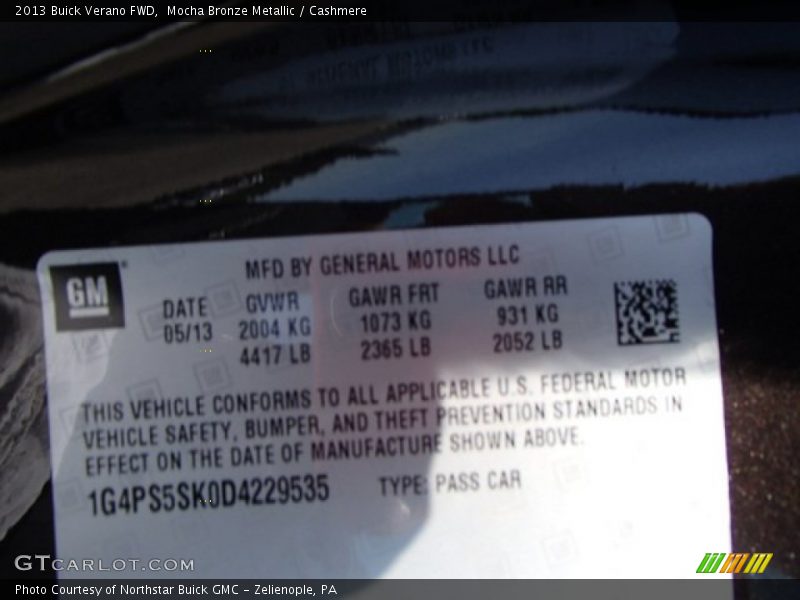 2013 Buick Verano FWD,  Mocha Bronze Metallic / Cashmere
MFD BY GENERAL MOTORS LLC
GM
DATE GVWR GAWR FRT GAWR RR
05/13 2004 KG 1073 KG 931 KG
4417 LB 2365 LB 2052 LB
THIS VEHICLE CONFORMS TO ALL APPLICABLE U.S. FEDERAL MOTOR
VEHICLE SAFETY, BUMPER, AND THEFT PREVENTION STANDARDS IN
EFFECT ON THE DATE OF MANUFACTURE SHOWN ABOVE.
1G4PS5SK0D4229535 TYPE: PASS CAR
GTCARLOT.COM
Photo Courtesy of Northstar Buick GMC - Zelienople, PA